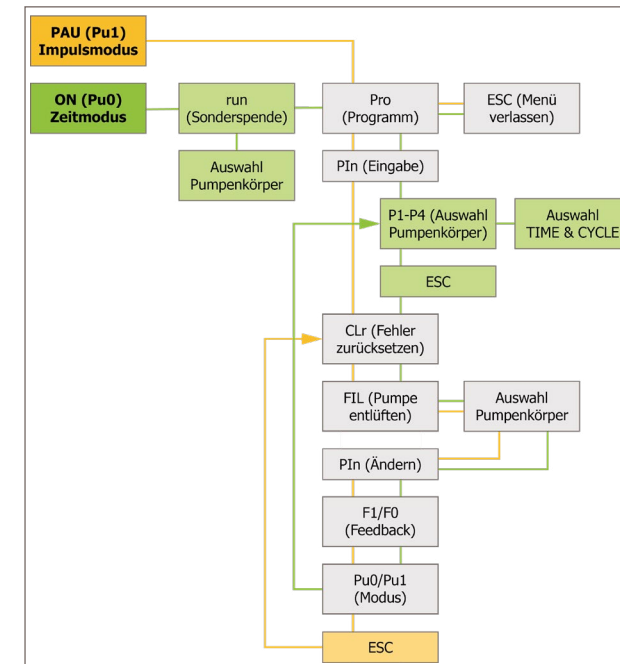 PAU (Pu1)
Impulsmodus
ON (Pu0)
Zeitmodus
run
(Sonderspende)
Pro
(Programm)
ESC (Menü
verlassen)
Auswahl
Pumpenkörper
PIn (Eingabe)
P1-P4 (Auswahl
Pumpenkörper)
Auswahl
TIME & CYCLE
ESC
CLr (Fehler
zurücksetzen)
FIL (Pumpe
entlüften)
Auswahl
Pumpenkörper
PIn (Ändern)
F1/F0
(Feedback)
Pu0/Pu1
(Modus)
ESC